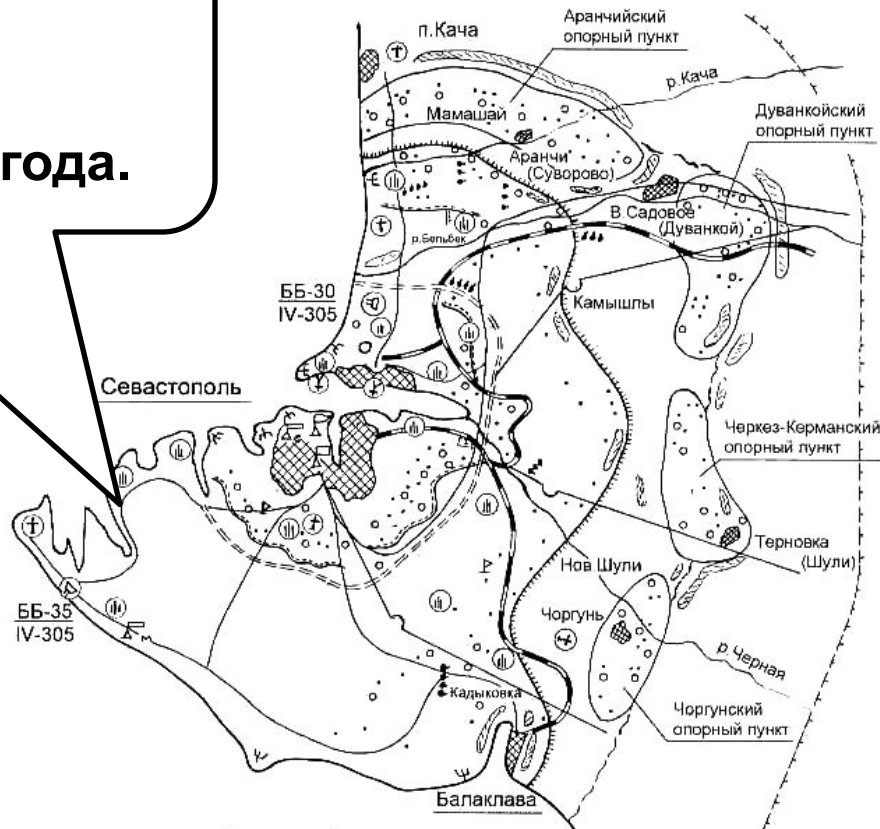 года.
п.Кача
Аранчийский
опорный пункт
р.Кача
Дуванкойский
опорный пункт
Мамашай
Аранчи
(Суворово)
В.Садовое
(Дуванкой)
р.Бельбек
ББ-30
IV-305
Камышлы
Севастополь
Черкез-Керманский
опорный пункт
Терновка
(Шули)
Нов Шули
ББ-35
IV-305
Чоргунь
р.Черная
Кадыковка
Чоргунский
опорный пункт
Балаклава